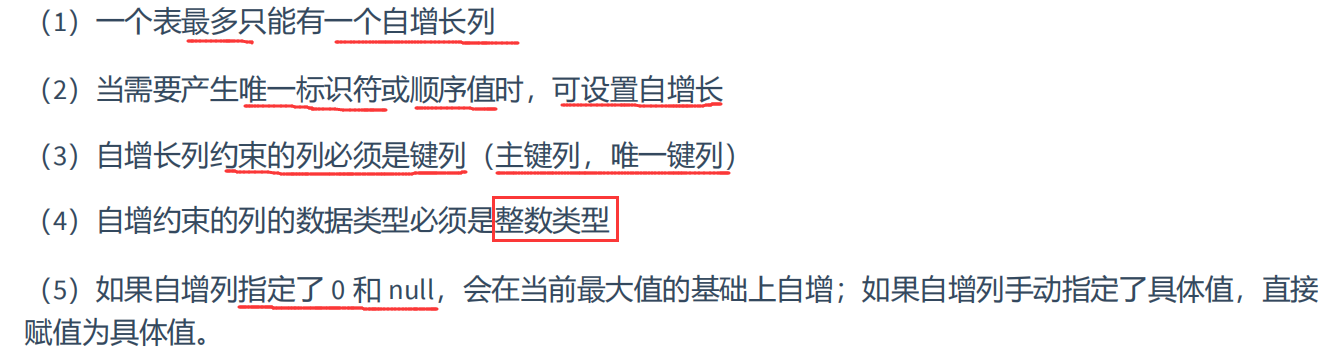 （1）一个表最多只能有一个自增长列
（2）当需要产生唯一标识符或顺序值时，可设置自增长
（3）自增长列约束的列必须是键列（主键列，唯一键列）
（4）自增约束的列的数据类型必须是整数类型
（5）如果自增列指定了 0 和 null，会在当前最大值的基础上自增；如果自增列手动指定了具体值，直接
赋值为具体值。